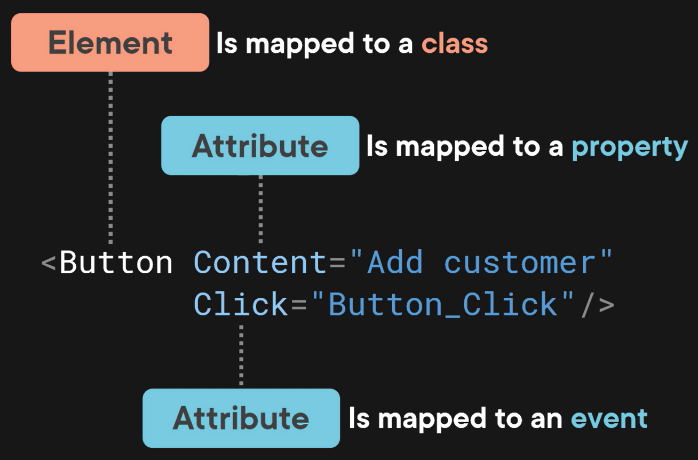 Element Is mapped to a class
Attribute Is mapped to a property
<Button Content="Add customer"
Click="Button_Click"/>
Attribute Is mapped to an event